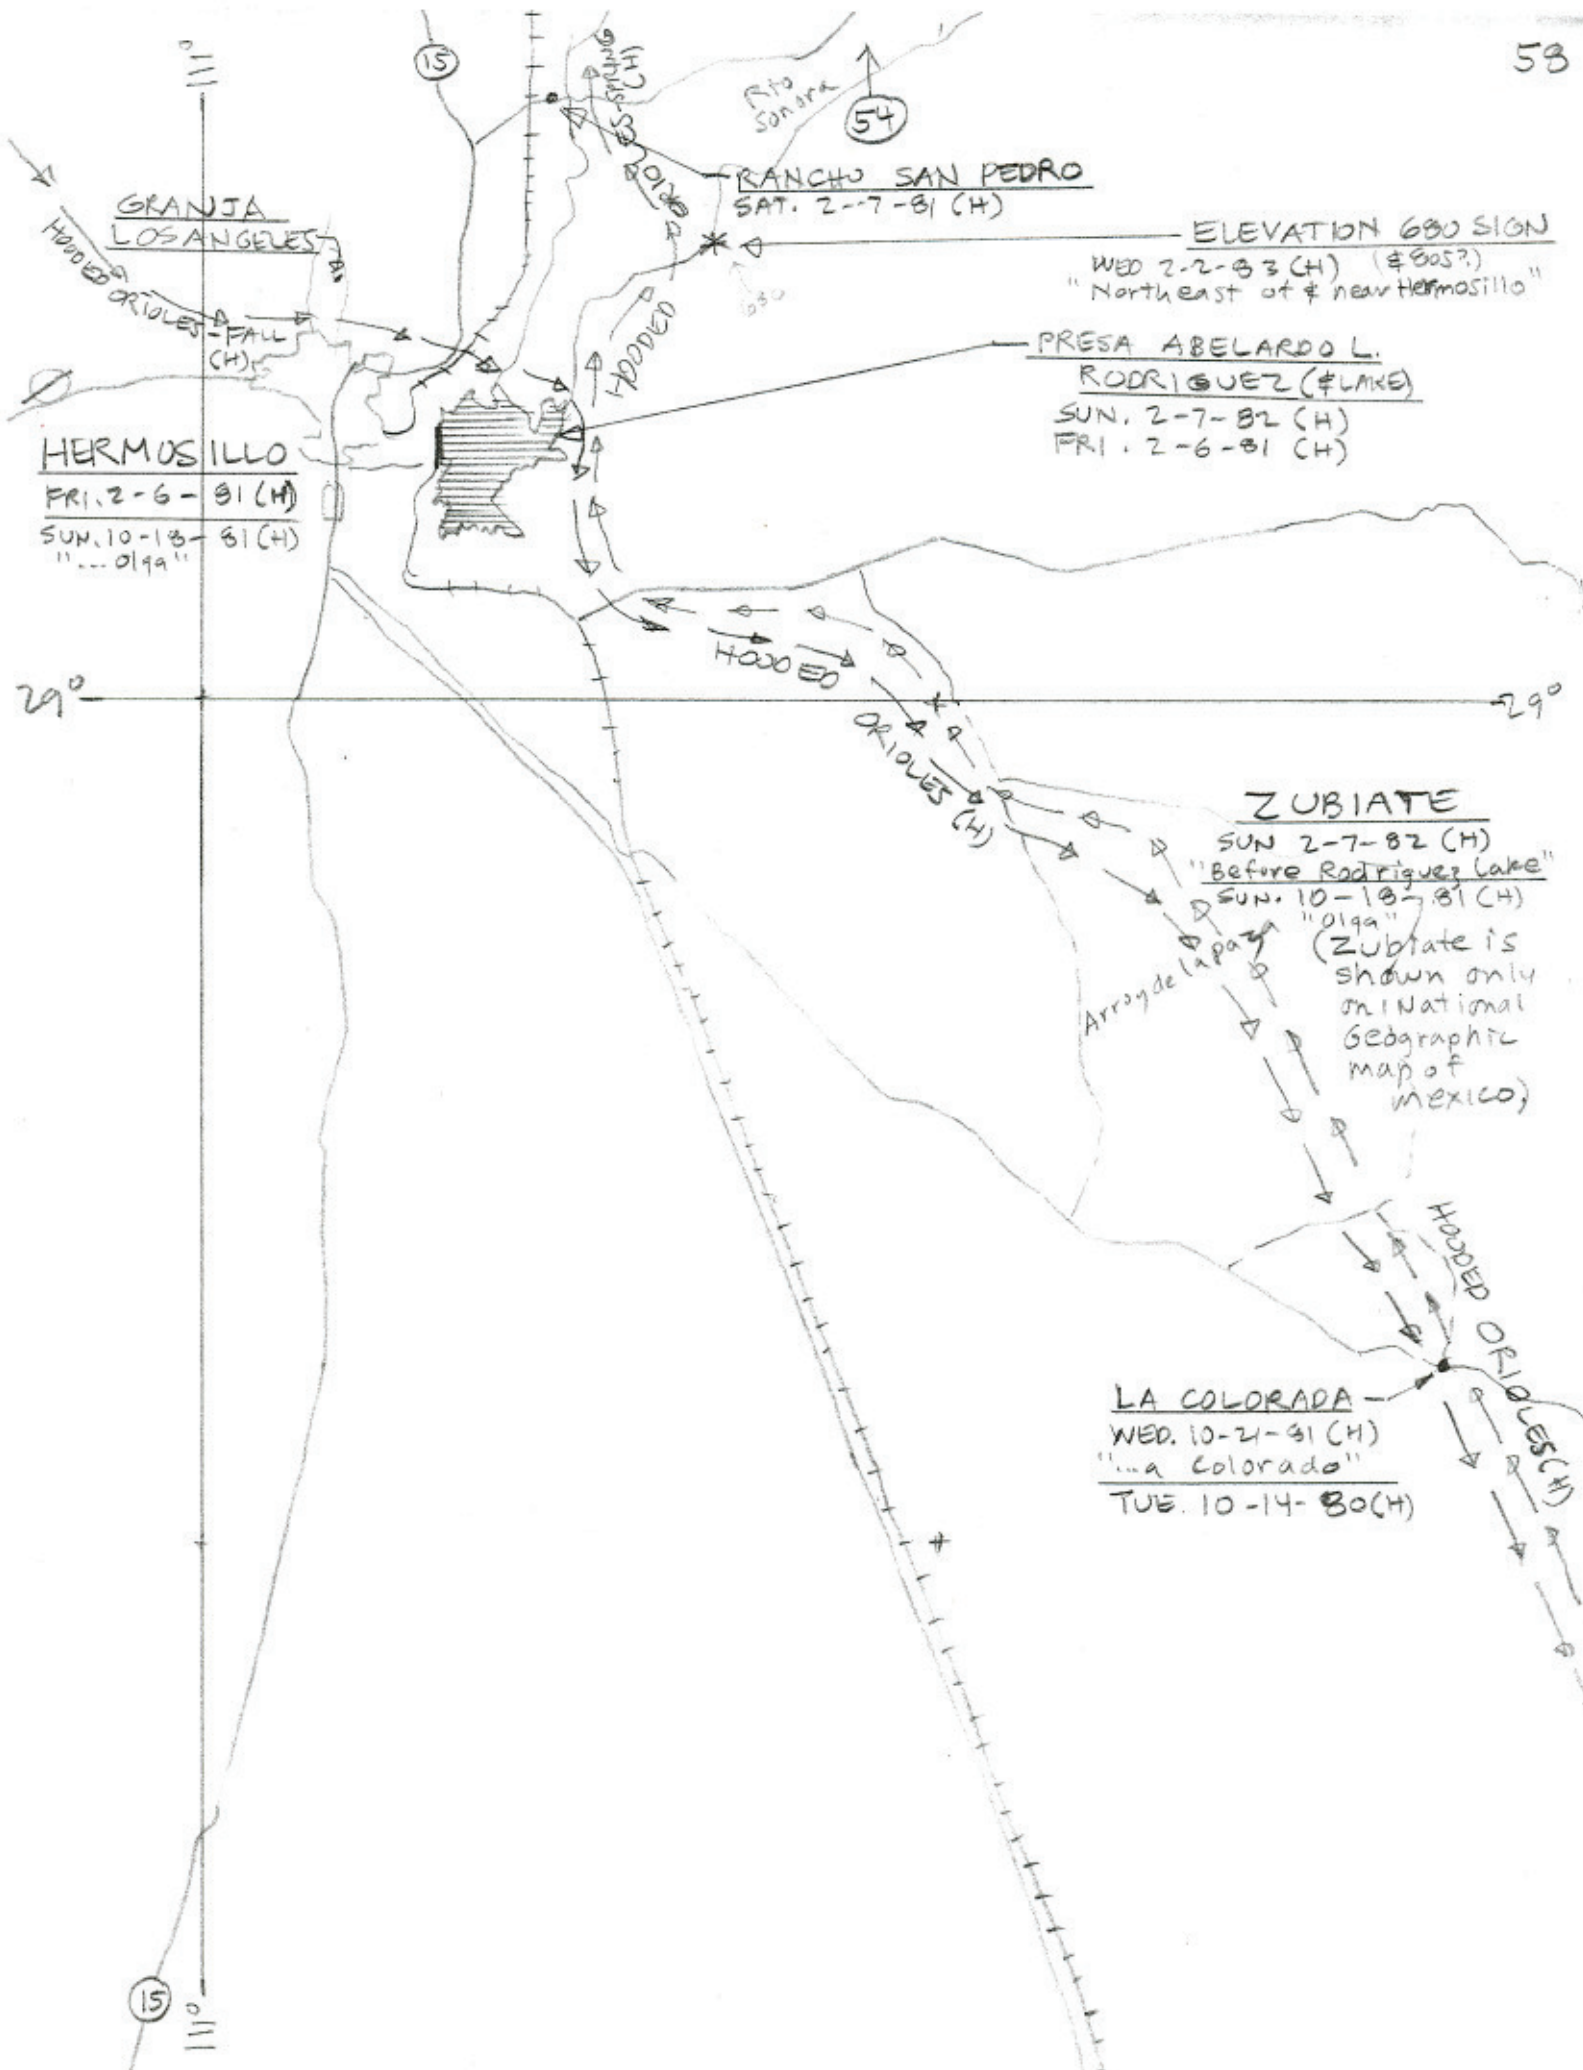 58
111°
15
Rio
Sonora
54
ORIOLES-SPRING
(H)
RANCHO SAN PEDRO
SAT. 2-7-81 (H)
GRANJA
LOS ANGELES
HOODED ORIOLES-FALL
(H)
ELEVATION 680 SIGN
WED 2-2-83 (H) (&805?)
"Northeast of & near Hermosillo"
HOODED
PRESA ABELARDO L.
RODRIGUEZ (&LAKE)
SUN. 2-7-82 (H)
FRI. 2-6-81 (H)
HERMOSILLO
FRI. 2-6-81 (H)
SUN. 10-18-81 (H)
"...olga"
HOODED
ORIOLES (H)
29°
29°
ZUBIATE
SUN 2-7-82 (H)
"Before Rodriguez Lake"
SUN. 10-18-81 (H)
"olga"
(Zubiate is
shown only
on National
Geographic
map of
mexico)
HOODED ORIOLES (H)
LA COLORADA
WED. 10-21-81 (H)
"...a Colorado"
TUE. 10-14-80 (H)
15
111°